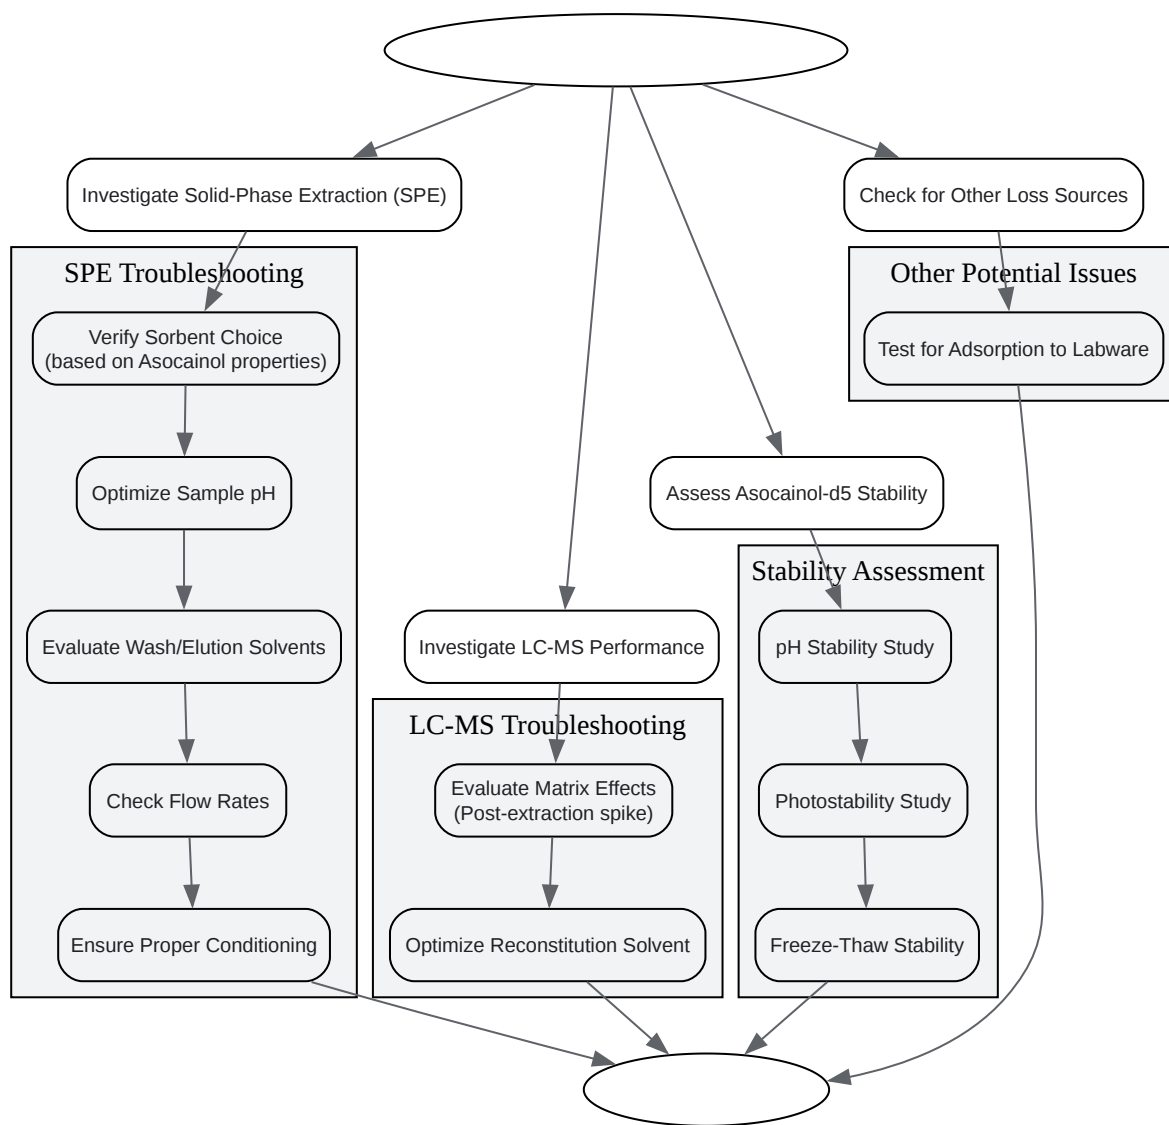 Investigate Solid-Phase Extraction (SPE)
Check for Other Loss Sources
SPE Troubleshooting
Other Potential Issues
Verify Sorbent Choice
(based on Asocainol properties)
Test for Adsorption to Labware
Optimize Sample pH
Assess Asocainol-d5 Stability
Stability Assessment
Evaluate Wash/Elution Solvents
Investigate LC-MS Performance
pH Stability Study
LC-MS Troubleshooting
Check Flow Rates
Evaluate Matrix Effects
(Post-extraction spike)
Photostability Study
Ensure Proper Conditioning
Optimize Reconstitution Solvent
Freeze-Thaw Stability